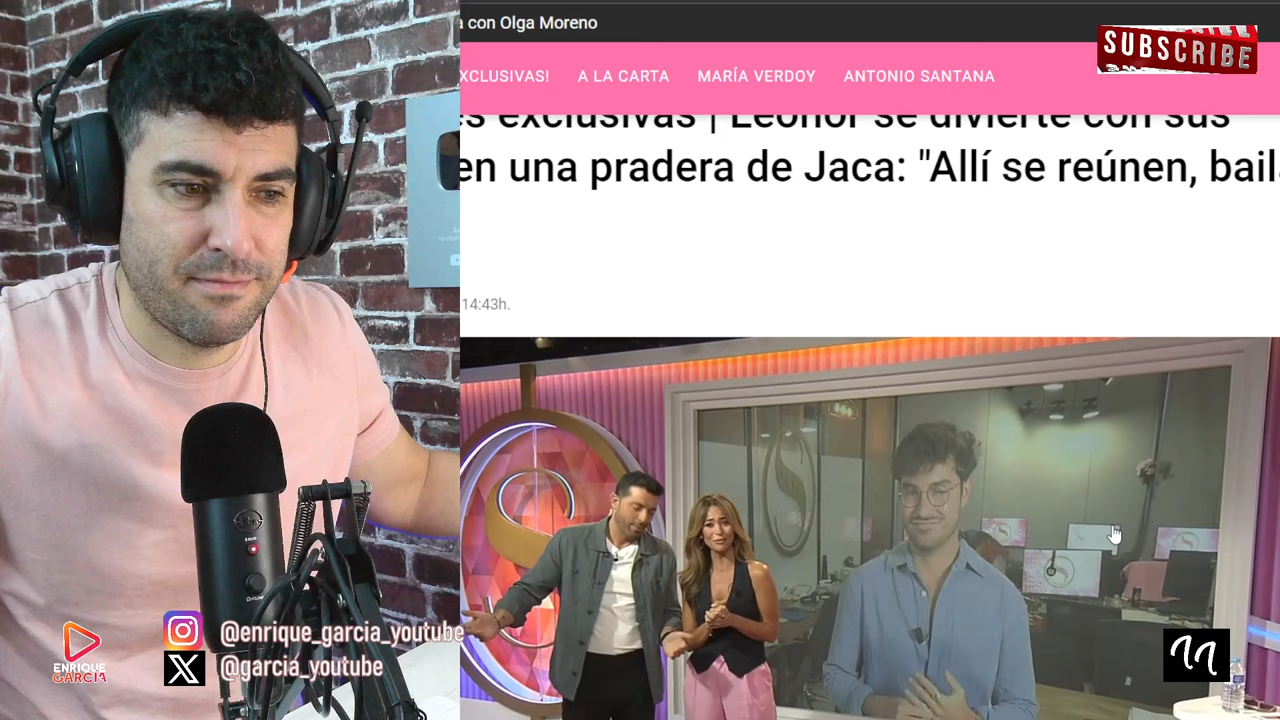 a con Olga Moreno
XCLUSIVAS!
A LA CARTA
MARÍA VERDOY
ANTONIO SANTANA
SUBSCRIBE
es exclusivas | Leonor se divierte con sus
en una pradera de Jaca: "Allí se reúnen, baila
14:43h.
@enrique_garcia_youtube
@garcia_youtube
ENRIQUE
GARCIA